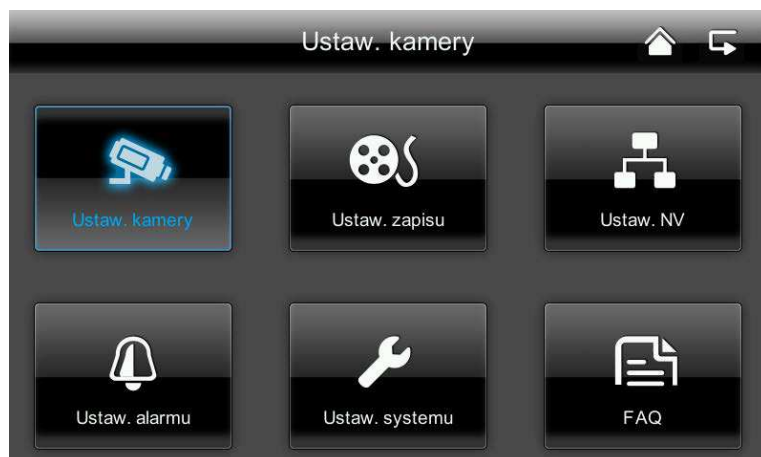 Ustaw. kamery
Ustaw. kamery
Ustaw. zapisu
Ustaw. NV
Ustaw. alarmu
Ustaw. systemu
FAQ